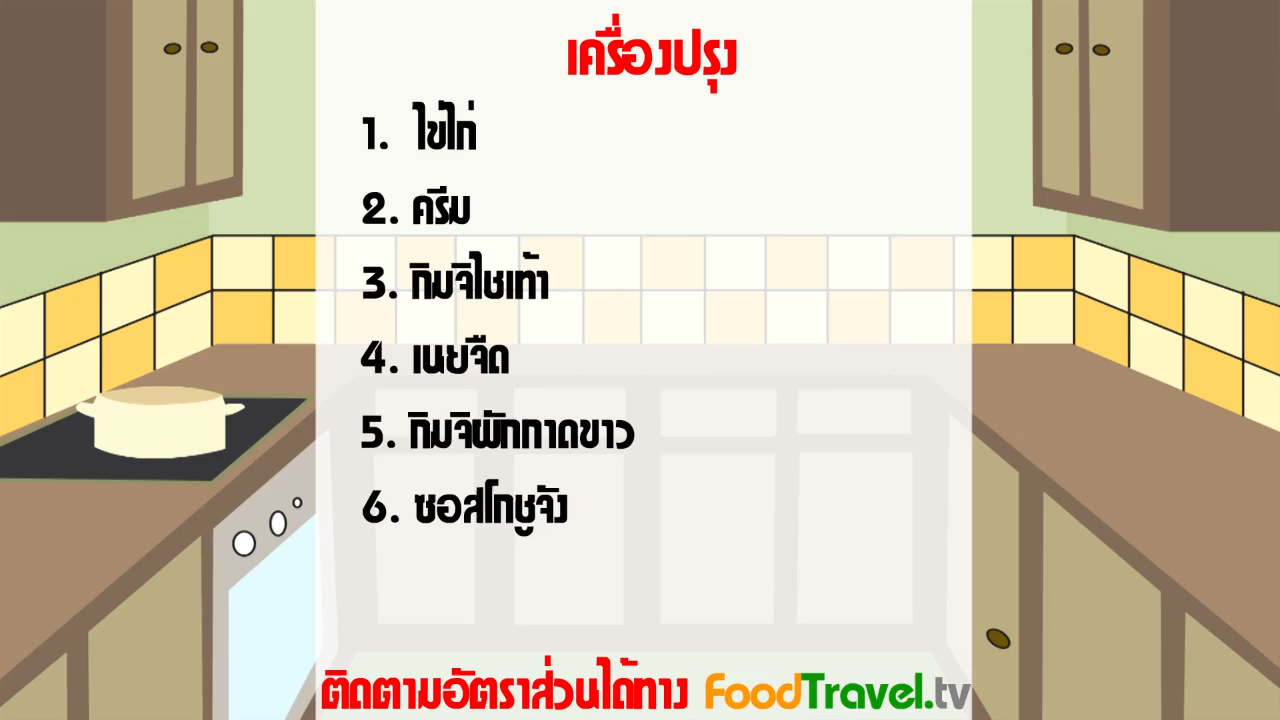 เครื่องปรุง
1. ไข่ไก่
2. ครีม
3. กิมจิไชเท้า
4. เนยจืด
5. กิมจิผักกาดขาว
6. ซอสโกชูจัง
ติดตามอัตราส่วนได้ทาง FoodTravel.tv